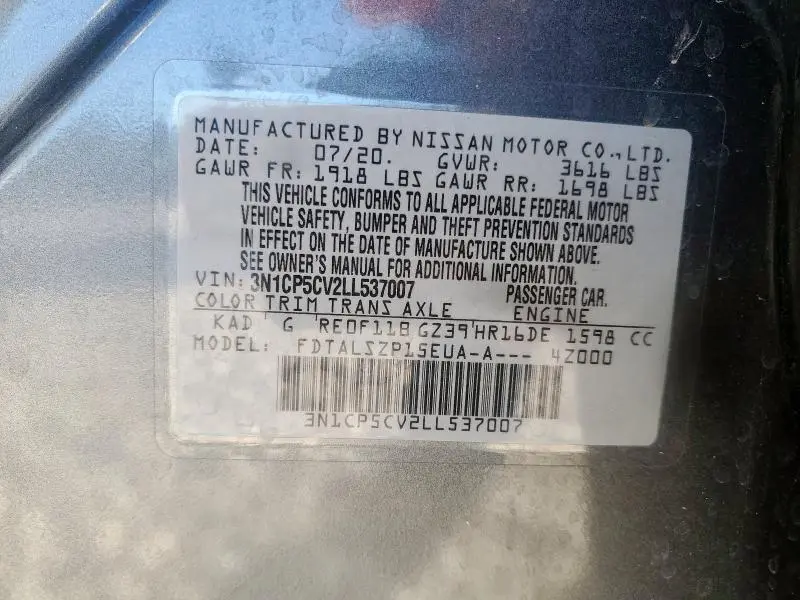 MANUFACTURED BY NISSAN MOTOR CO.,LTD.
DATE: 07/20. GVWR: 3616 LBS
GAWR FR: 1918 LBS GAWR RR: 1698 LBS
THIS VEHICLE CONFORMS TO ALL APPLICABLE FEDERAL MOTOR
VEHICLE SAFETY, BUMPER AND THEFT PREVENTION STANDARDS
IN EFFECT ON THE DATE OF MANUFACTURE SHOWN ABOVE.
SEE OWNER'S MANUAL FOR ADDITIONAL INFORMATION.
VIN: 3N1CP5CV2LL537007 PASSENGER CAR.
COLOR TRIM TRANS AXLE ENGINE
KAD G RE0F11B GZ39 HR16DE 1598 CC
MODEL: FDTALSZP15EUA-A--- 4Z000
3N1CP5CV2LL537007